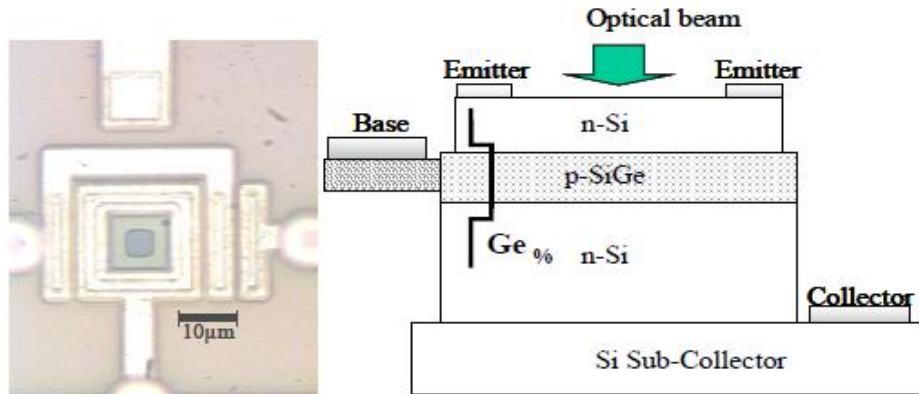 Optical beam
Emitter
Emitter
n-Si
Base
p-SiGe
Ge %
n-Si
Collector
10μm
Si Sub-Collector